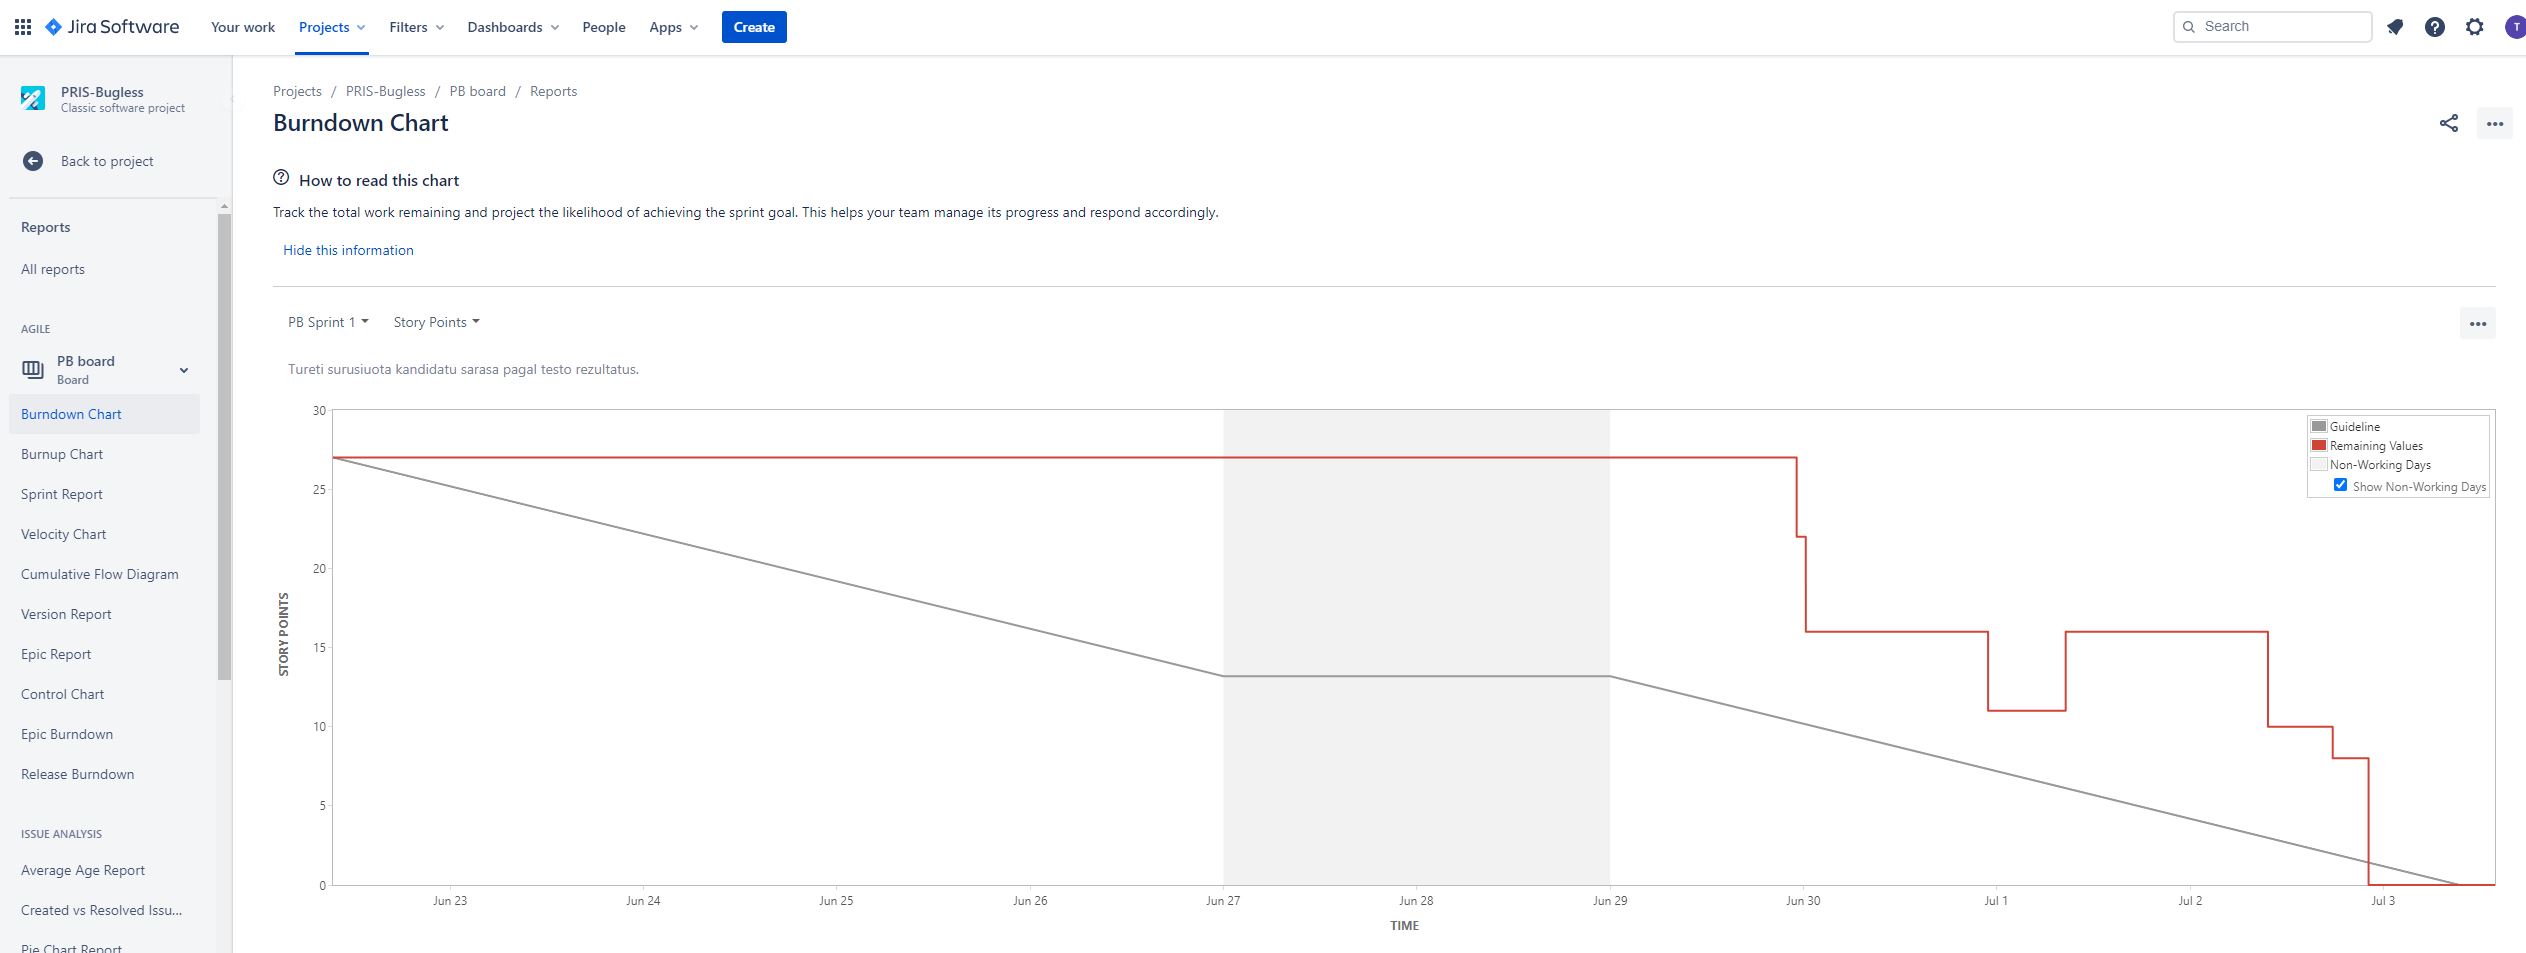 Jira Software Your work Projects Filters Dashboards People Apps Create Search T
PRIS-Bugless
Classic software project
Back to project
Reports
All reports
AGILE
PB board
Board
Burndown Chart
Burnup Chart
Sprint Report
Velocity Chart
Cumulative Flow Diagram
Version Report
Epic Report
Control Chart
Epic Burndown
Release Burndown
ISSUE ANALYSIS
Average Age Report
Created vs Resolved Issu...
Pie Chart Report
Projects / PRIS-Bugless / PB board / Reports
Burndown Chart
How to read this chart
Track the total work remaining and project the likelihood of achieving the sprint goal. This helps your team manage its progress and respond accordingly.
Hide this information
PB Sprint 1 Story Points
Tureti surusiuota kandidatu sarasa pagal testo rezultatus.
Guideline
Remaining Values
Non-Working Days
Show Non-Working Days
STORY POINTS
30
25
20
15
10
5
0
Jun 23 Jun 24 Jun 25 Jun 26 Jun 27 Jun 28 Jun 29 Jun 30 Jul 1 Jul 2 Jul 3
TIME